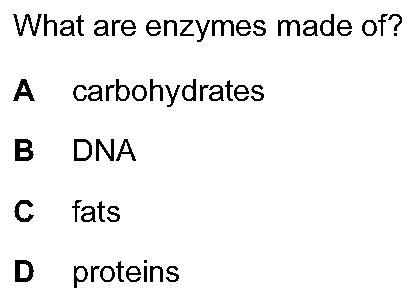 What are enzymes made of?
A carbohydrates
B DNA
C fats
D proteins